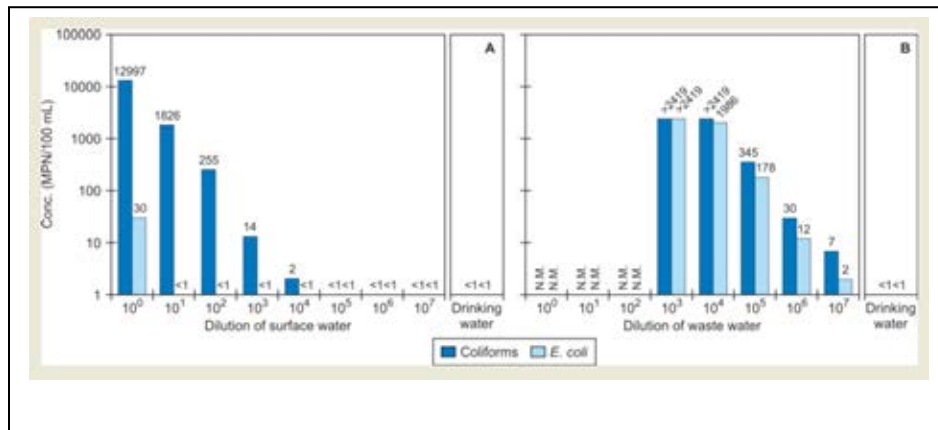 100000
10000
1000
100
10
1
Conc. (MPN/100 mL)
A
12997
30
1826
<1
255
<1
14
<1
2
<1
<1<1
<1<1
<1<1
<1<1
10⁰ 10¹ 10² 10³ 10⁴ 10⁵ 10⁶ 10⁷
Dilution of surface water
Drinking
water
B
N.M.
N.M.
N.M.
N.M.
N.M.
N.M.
>2419
>2419
>2419
1986
345
178
30
12
7
2
<1<1
10⁰ 10¹ 10² 10³ 10⁴ 10⁵ 10⁶ 10⁷
Dilution of waste water
Drinking
water
Coliforms E. coli